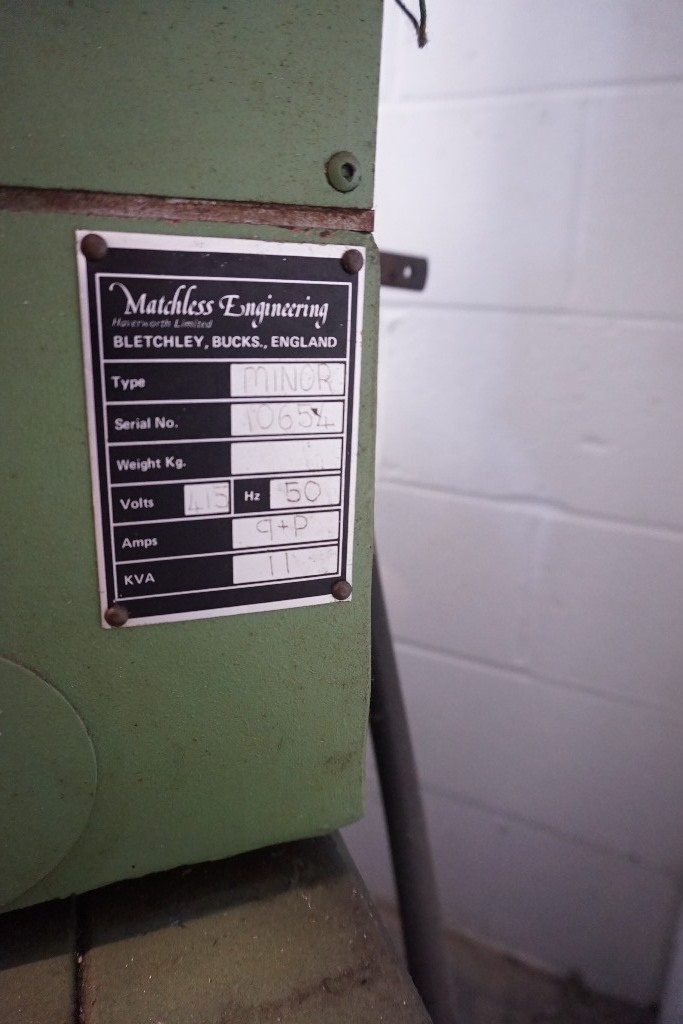 Matchless Engineering
Haverworth Limited
BLETCHLEY, BUCKS., ENGLAND
Type MINOR
Serial No. 10654
Weight Kg.
Volts 415 Hz 50
Amps 9+P
KVA 11